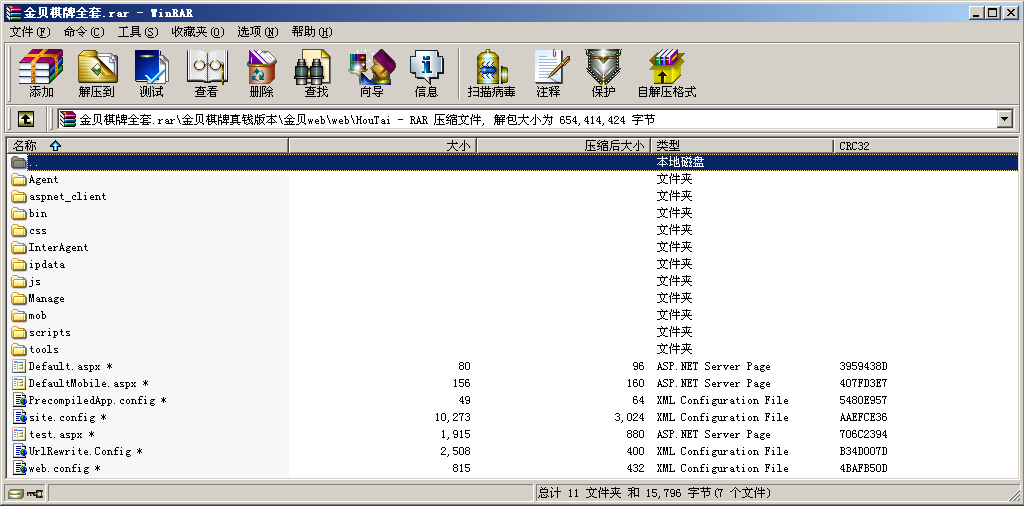 金贝棋牌全套.rar - WinRAR
文件(F) 命令(C) 工具(S) 收藏夹(O) 选项(N) 帮助(H)
添加 解压到 测试 查看 删除 查找 向导 信息 扫描病毒 注释 保护 自解压格式
金贝棋牌全套.rar\金贝棋牌真钱版本\金贝web\web\HouTai - RAR 压缩文件, 解包大小为 654,414,424 字节
名称 大小 压缩后大小 类型 CRC32
.. 本地磁盘
Agent 文件夹
aspnet_client 文件夹
bin 文件夹
css 文件夹
InterAgent 文件夹
ipdata 文件夹
js 文件夹
Manage 文件夹
mob 文件夹
scripts 文件夹
tools 文件夹
Default.aspx * 80 96 ASP.NET Server Page 3959438D
DefaultMobile.aspx * 156 160 ASP.NET Server Page 407FD3E7
PrecompiledApp.config * 49 64 XML Configuration File 5480E957
site.config * 10,273 3,024 XML Configuration File AAEFCE36
test.aspx * 1,915 880 ASP.NET Server Page 706C2394
UrlRewrite.Config * 2,508 400 XML Configuration File B34D007D
web.config * 815 432 XML Configuration File 4BAFB50D
总计 11 文件夹 和 15,796 字节(7 个文件)